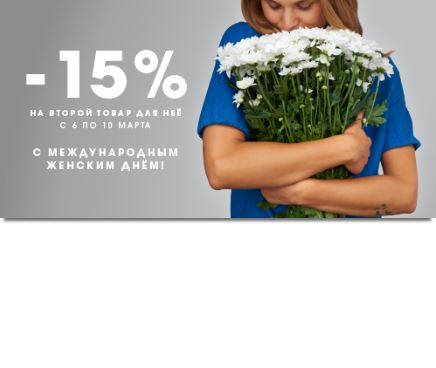 -15%
НА ВТОРОЙ ТОВАР ДЛЯ НЕЁ
С 6 ПО 10 МАРТА
С МЕЖДУНАРОДНЫМ
ЖЕНСКИМ ДНЁМ!